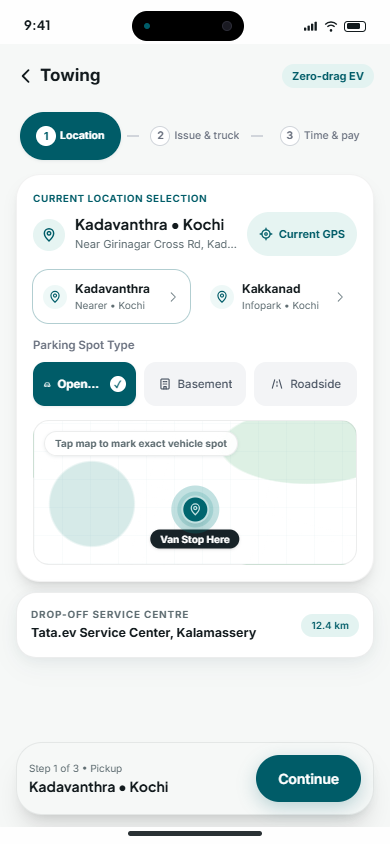 9:41
Towing
Zero-drag EV
1 Location
2 Issue & truck
3 Time & pay
CURRENT LOCATION SELECTION
Kadavanthra • Kochi
Near Girinagar Cross Rd, Kad...
Current GPS
Kadavanthra
Nearer • Kochi
Kakkanad
Infopark • Kochi
Parking Spot Type
Open...
Basement
Roadside
Tap map to mark exact vehicle spot
Van Stop Here
DROP-OFF SERVICE CENTRE
Tata.ev Service Center, Kalamassery
12.4 km
Step 1 of 3 • Pickup
Kadavanthra • Kochi
Continue